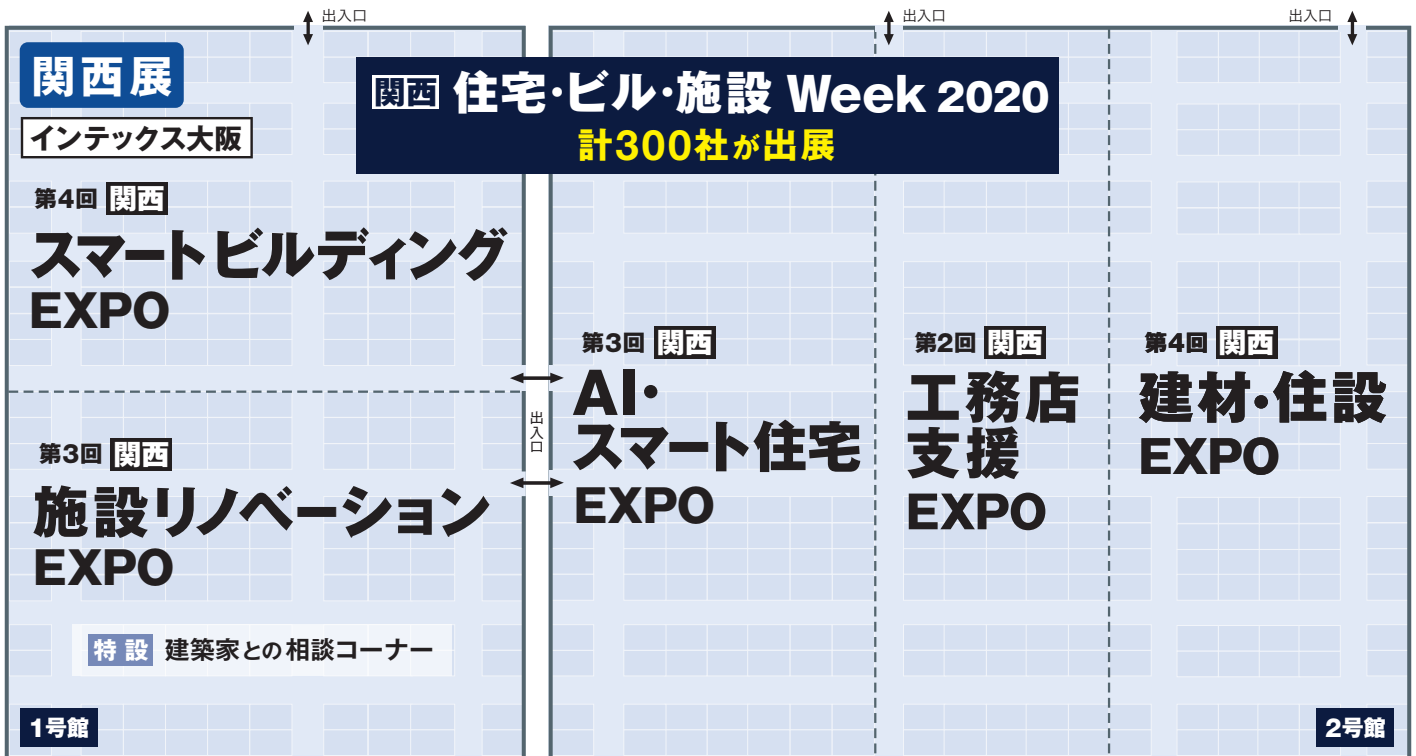 出入口
出入口
出入口
関西展
インテックス大阪
関西 住宅・ビル・施設 Week 2020
計300社が出展
第4回 関西
スマートビルディング
EXPO
第3回 関西
施設リノベーション
EXPO
特設 建築家との相談コーナー
1号館
出入口
第3回 関西
AI・
スマート住宅
EXPO
第2回 関西
工務店
支援
EXPO
第4回 関西
建材・住設
EXPO
2号館